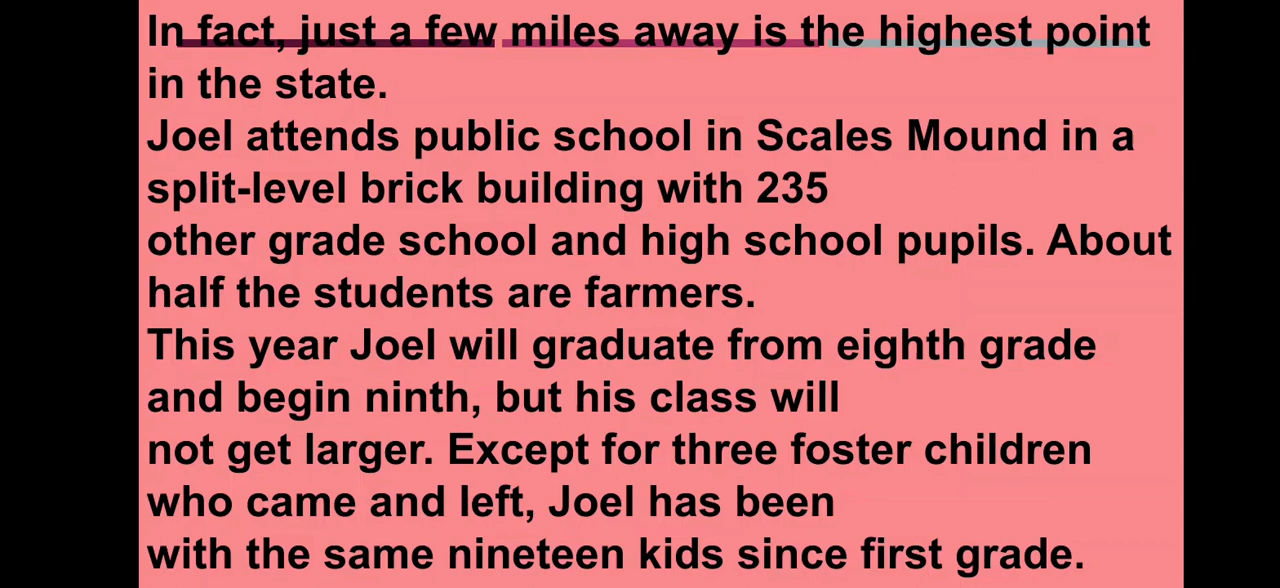 In fact, just a few miles away is the highest point
in the state.
Joel attends public school in Scales Mound in a
split-level brick building with 235
other grade school and high school pupils. About
half the students are farmers.
This year Joel will graduate from eighth grade
and begin ninth, but his class will
not get larger. Except for three foster children
who came and left, Joel has been
with the same nineteen kids since first grade.